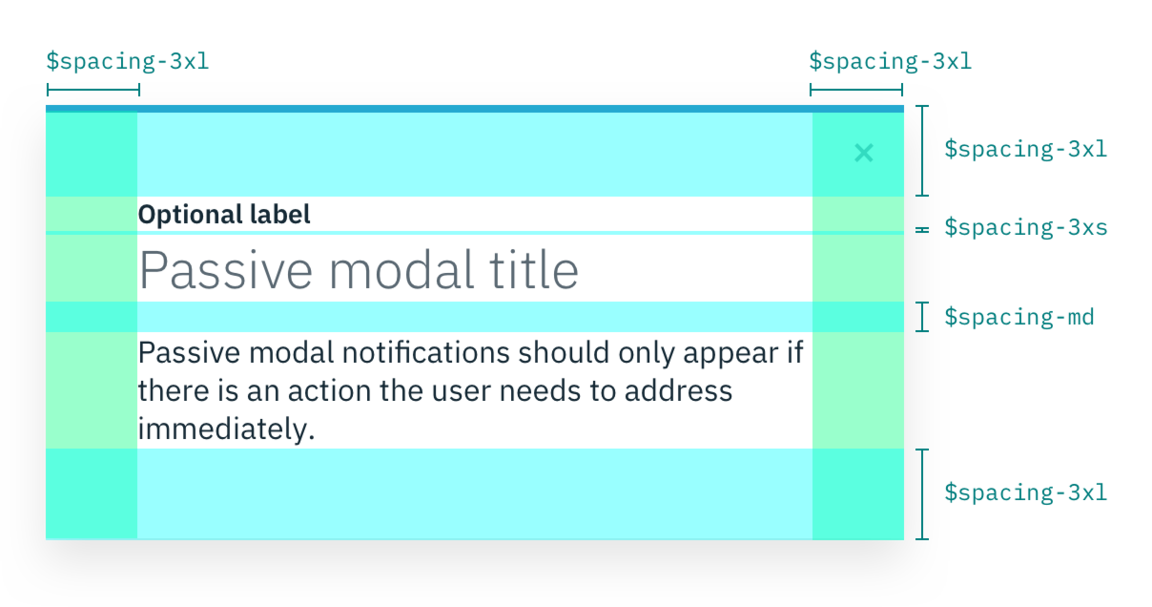 $spacing-3xl $spacing-3xl
× $spacing-3xl
Optional label $spacing-3xs
Passive modal title
$spacing-md
Passive modal notifications should only appear if
there is an action the user needs to address
immediately.
$spacing-3xl